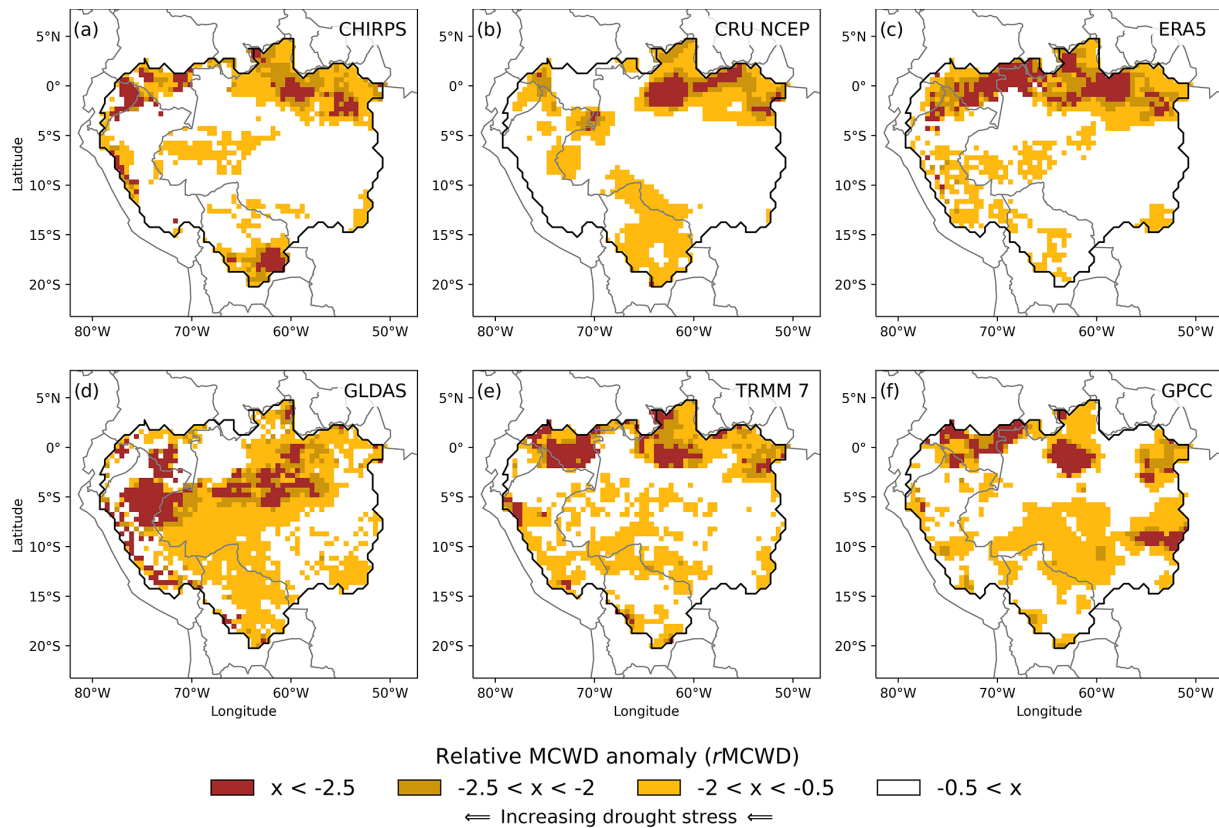 (a) CHIRPS
(b) CRU NCEP
(c) ERA5
5°N
0°
5°S
10°S
15°S
20°S
Latitude
80°W 70°W 60°W 50°W
5°N
0°
5°S
10°S
15°S
20°S
80°W 70°W 60°W 50°W
5°N
0°
5°S
10°S
15°S
20°S
80°W 70°W 60°W 50°W
(d) GLDAS
(e) TRMM 7
(f) GPCC
5°N
0°
5°S
10°S
15°S
20°S
Latitude
80°W 70°W 60°W 50°W
Longitude
5°N
0°
5°S
10°S
15°S
20°S
80°W 70°W 60°W 50°W
Longitude
5°N
0°
5°S
10°S
15°S
20°S
80°W 70°W 60°W 50°W
Longitude
Relative MCWD anomaly (rMCWD)
x < -2.5 -2.5 < x < -2 -2 < x < -0.5 -0.5 < x
⇐ Increasing drought stress ⇐